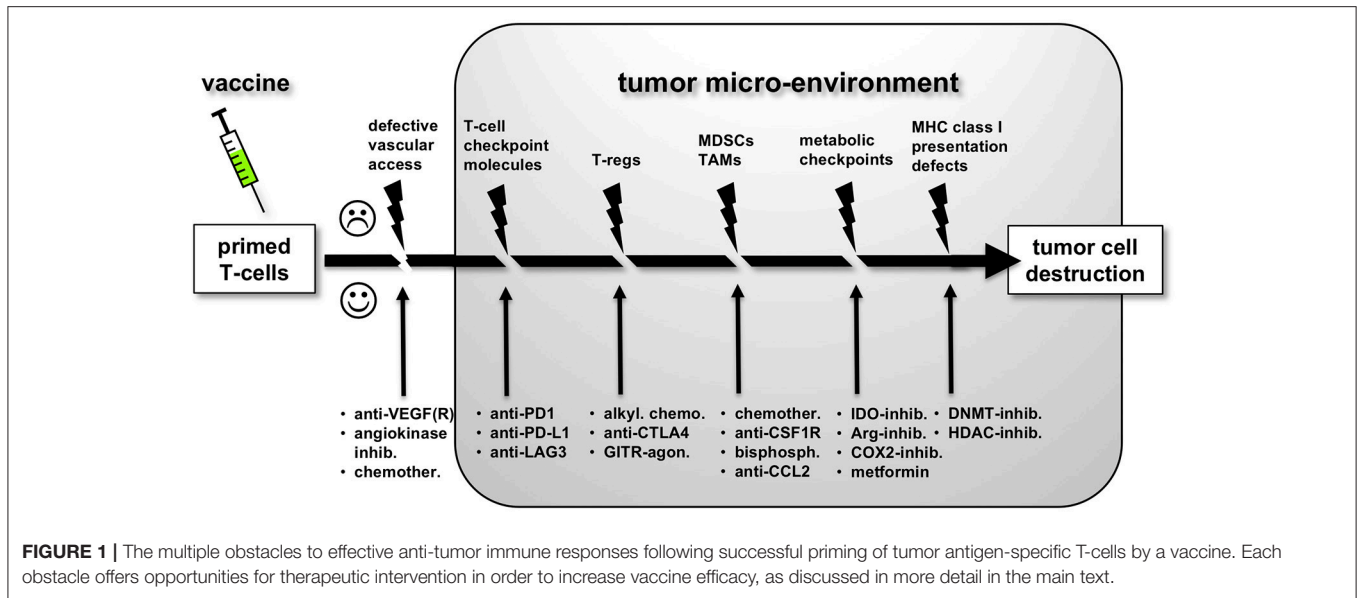 vaccine
tumor micro-environment
defective
vascular
access
T-cell
checkpoint
molecules
T-regs
MDSCs
TAMs
metabolic
checkpoints
MHC class I
presentation
defects
primed
T-cells
tumor cell
destruction
• anti-VEGF(R)
• angiokinase
inhib.
• chemother.
• anti-PD1
• anti-PD-L1
• anti-LAG3
• alkyl. chemo.
• anti-CTLA4
• GITR-agon.
• chemother.
• anti-CSF1R
• bisphosph.
• anti-CCL2
• IDO-inhib.
• Arg-inhib.
• COX2-inhib.
• metformin
• DNMT-inhib.
• HDAC-inhib.
FIGURE 1 | The multiple obstacles to effective anti-tumor immune responses following successful priming of tumor antigen-specific T-cells by a vaccine. Each
obstacle offers opportunities for therapeutic intervention in order to increase vaccine efficacy, as discussed in more detail in the main text.